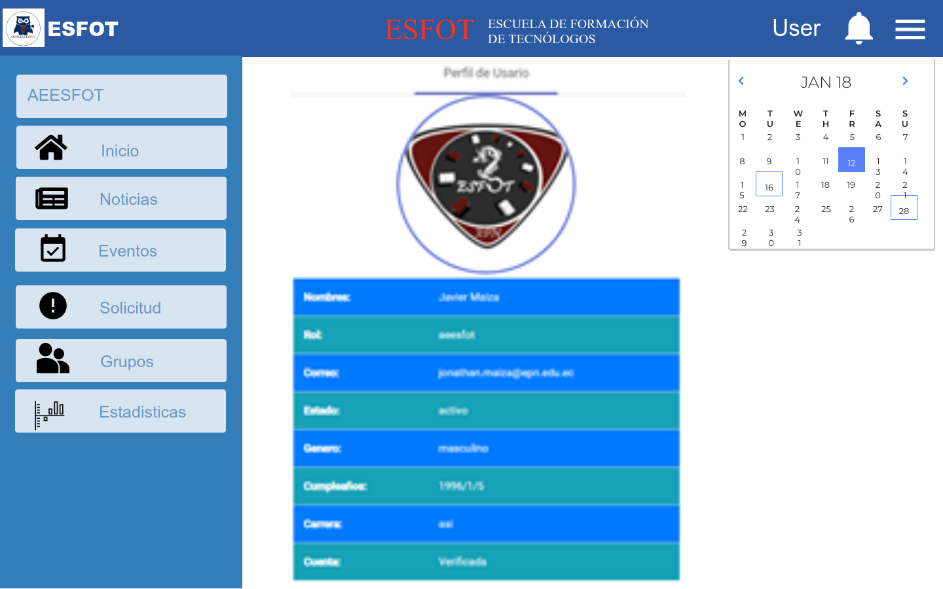 ESFOT
ESFOT
ESCUELA DE FORMACIÓN
DE TECNÓLOGOS
User
AEESFOT
Inicio
Noticias
Eventos
Solicitud
Grupos
Estadisticas
Perfil de Usario
ESFOT
EPN
Nombres: Javier Maiza
Rol: aeesfot
Correo: jonathan.maiza@epn.edu.ec
Estado: activo
Genero: masculino
Cumpleaños: 1996/1/5
Carrera: asi
Cuenta: Verificada
JAN 18
MO TU WE TH FR SA SU
1 2 3 4 5 6 7
8 9 10 11 12 13 14
15 16 17 18 19 20 21
22 23 24 25 26 27 28
29 30 31